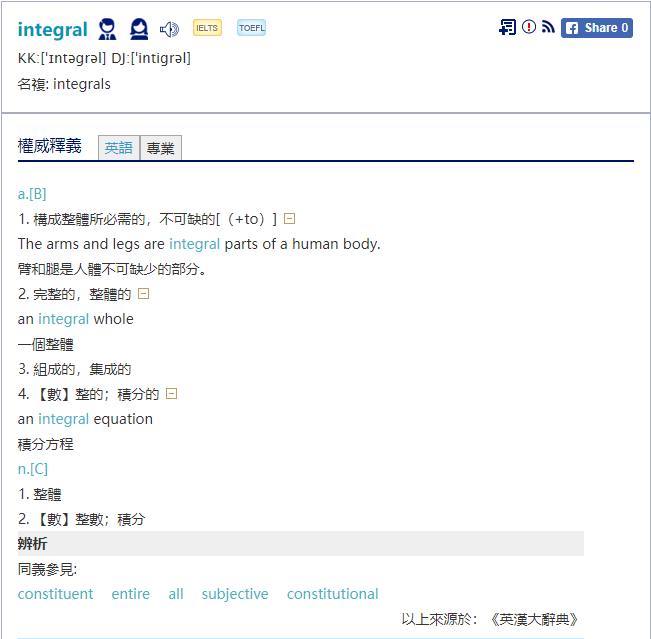 integral IELTS TOEFL Share 0
KK:[ˈɪntəgrəl] DJ:[ˈintigrəl]
名複: integrals
權威釋義 英語 專業
a.[B]
1. 構成整體所必需的，不可缺的[（+to）]
The arms and legs are integral parts of a human body.
臂和腿是人體不可缺少的部分。
2. 完整的，整體的
an integral whole
一個整體
3. 組成的，集成的
4. 【數】整的；積分的
an integral equation
積分方程
n.[C]
1. 整體
2. 【數】整數；積分
辨析
同義參見:
constituent entire all subjective constitutional
以上來源於：《英漢大辭典》